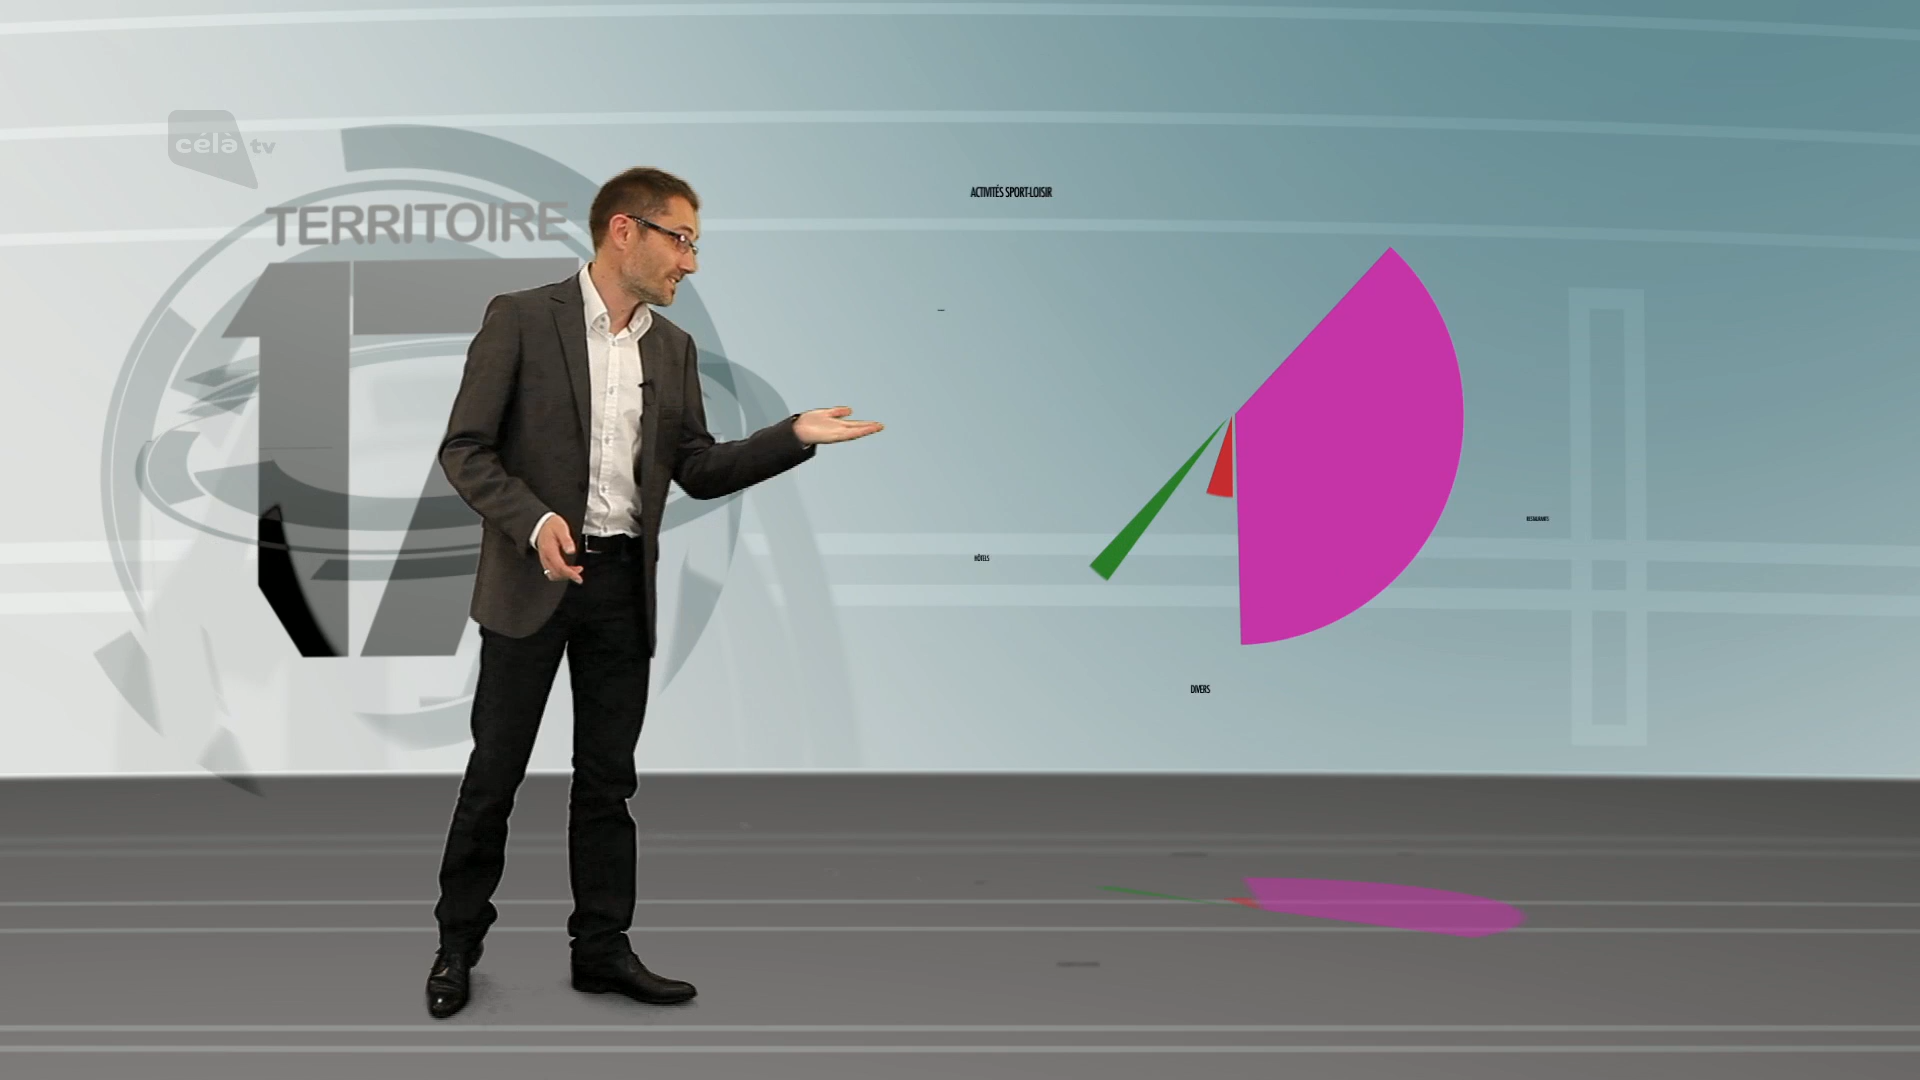 célà tv
TERRITOIRE
17
ACTIVITÉS SPORT-LOISIR
RESTAURANTS
HÔTELS
DIVERS